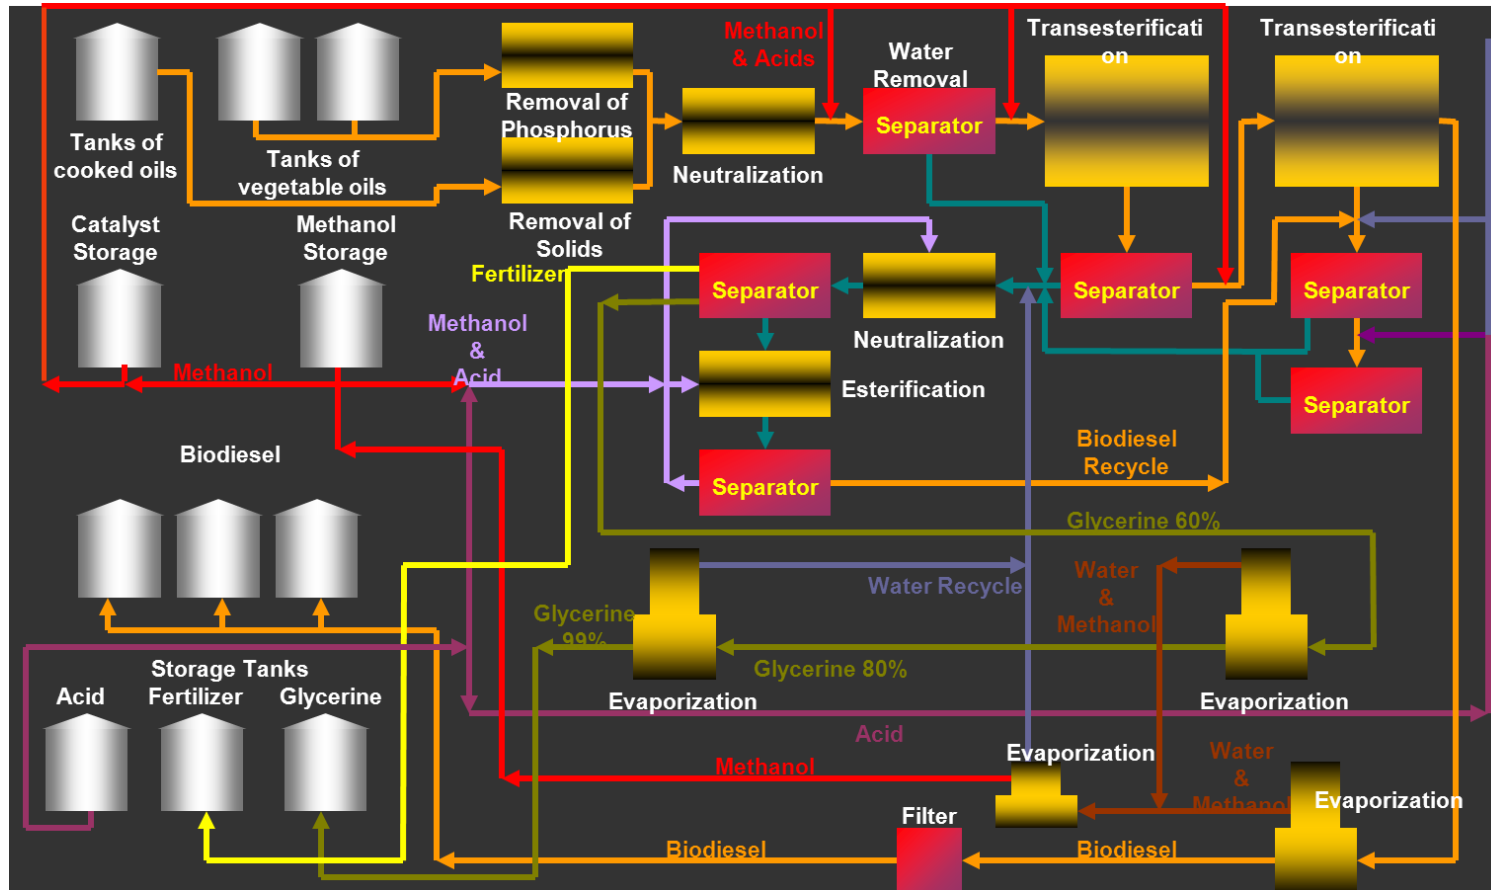 Transesterificati
on
Transesterificati
on
Methanol
& Acids
Water
Removal
Removal of
Phosphorus
Separator
Tanks of
cooked oils
Tanks of
vegetable oils
Neutralization
Removal of
Solids
Catalyst
Storage
Methanol
Storage
Fertilizer
Separator
Separator
Separator
Neutralization
Methanol
&
Acid
Methanol
Esterification
Separator
Biodiesel
Recycle
Biodiesel
Separator
Glycerine 60%
Water Recycle
Water
&
Methanol
Glycerine
99%
Glycerine 80%
Storage Tanks
Acid
Fertilizer
Glycerine
Evaporization
Evaporization
Acid
Evaporization
Water
&
Methanol
Methanol
Evaporization
Filter
Biodiesel
Biodiesel